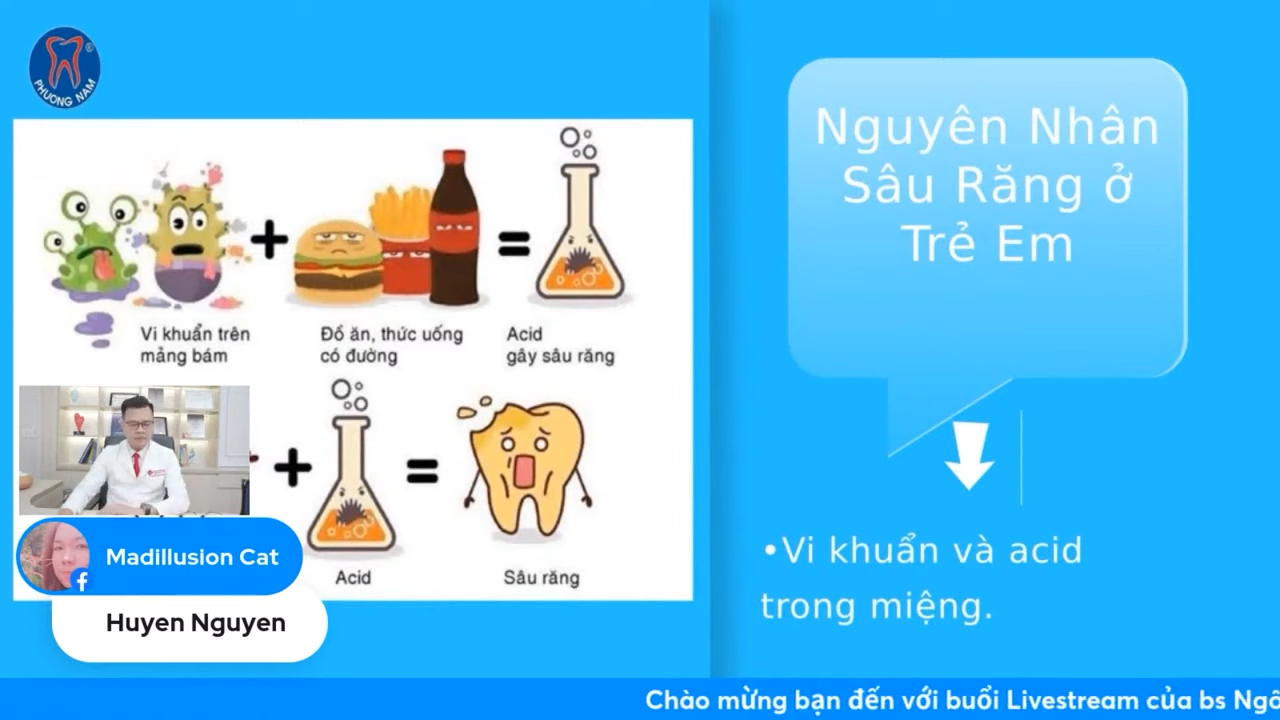 PHƯƠNG NAM
®
Nguyên Nhân
Sâu Răng ở
Trẻ Em
Vi khuẩn trên
mảng bám
Đồ ăn, thức uống
có đường
Acid
gây sâu răng
Acid
Sâu răng
•Vi khuẩn và acid
trong miệng.
Madillusion Cat
Huyen Nguyen
Chào mừng bạn đến với buổi Livestream của bs Ngô